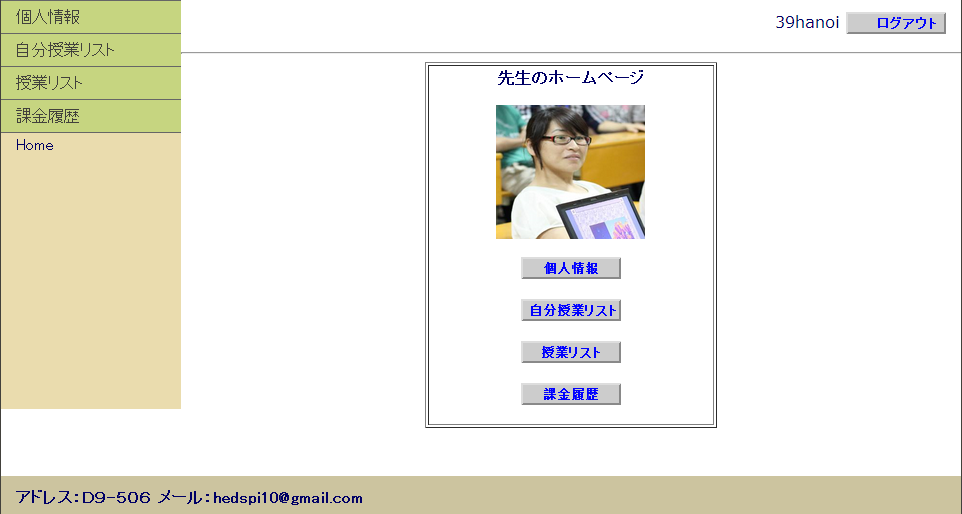 個人情報
自分授業リスト
授業リスト
課金履歴
Home
39hanoi ログアウト
先生のホームページ
個人情報
自分授業リスト
授業リスト
課金履歴
アドレス：D9-506 メール：hedspi10@gmail.com